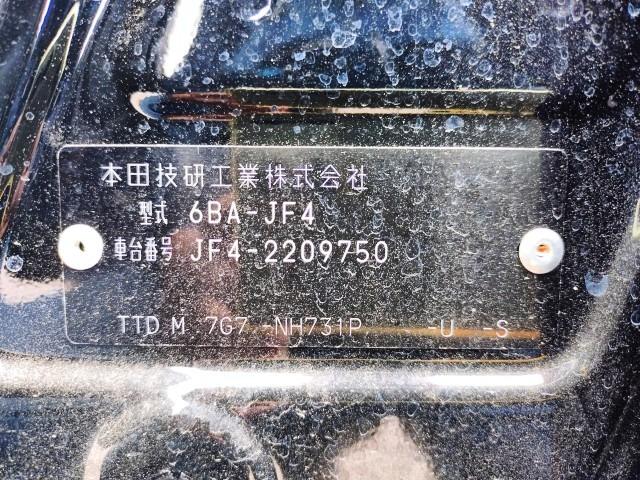 本田技研工業株式会社
型式 6BA-JF4
車台番号 JF4-2209750
TTD M 7G7 -NH731P -U -S